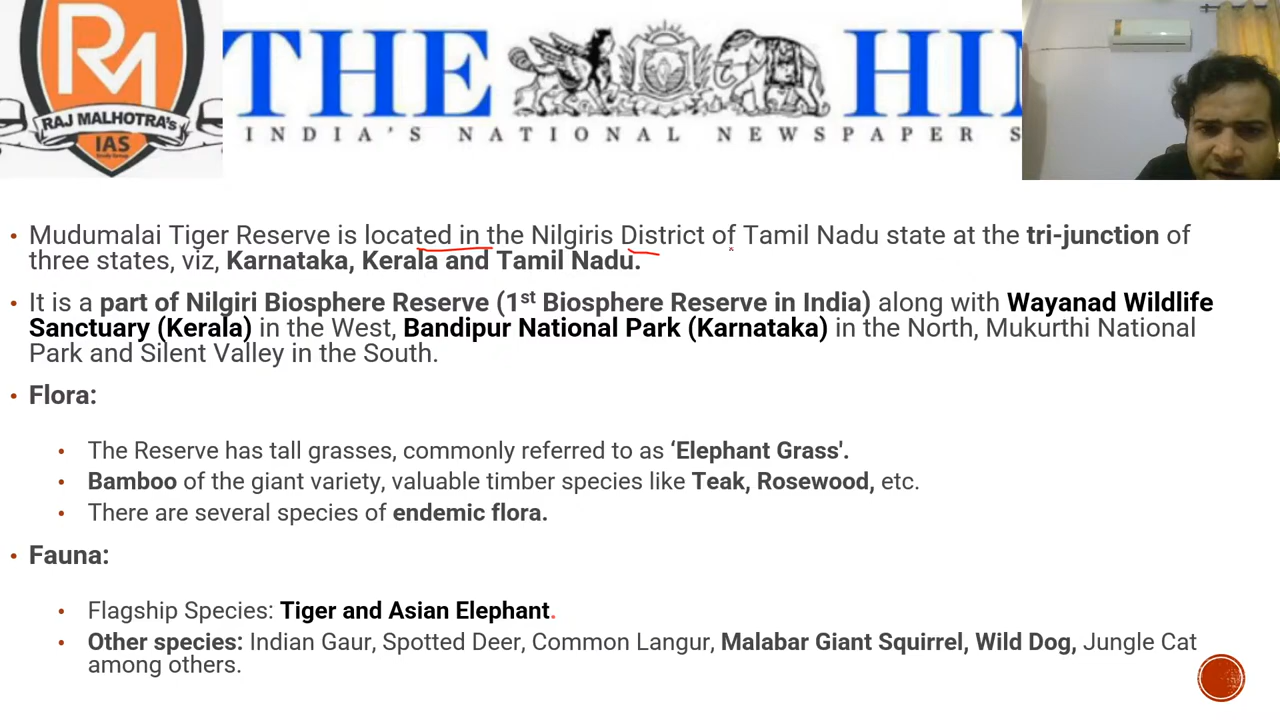 RM
RAJ MALHOTRA's
IAS
Study Group
THE HI
INDIA'S NATIONAL NEWSPAPER S
• Mudumalai Tiger Reserve is located in the Nilgiris District of Tamil Nadu state at the tri-junction of
three states, viz, Karnataka, Kerala and Tamil Nadu.
• It is a part of Nilgiri Biosphere Reserve (1st Biosphere Reserve in India) along with Wayanad Wildlife
Sanctuary (Kerala) in the West, Bandipur National Park (Karnataka) in the North, Mukurthi National
Park and Silent Valley in the South.
• Flora:
• The Reserve has tall grasses, commonly referred to as ‘Elephant Grass'.
• Bamboo of the giant variety, valuable timber species like Teak, Rosewood, etc.
• There are several species of endemic flora.
• Fauna:
• Flagship Species: Tiger and Asian Elephant.
• Other species: Indian Gaur, Spotted Deer, Common Langur, Malabar Giant Squirrel, Wild Dog, Jungle Cat
among others.